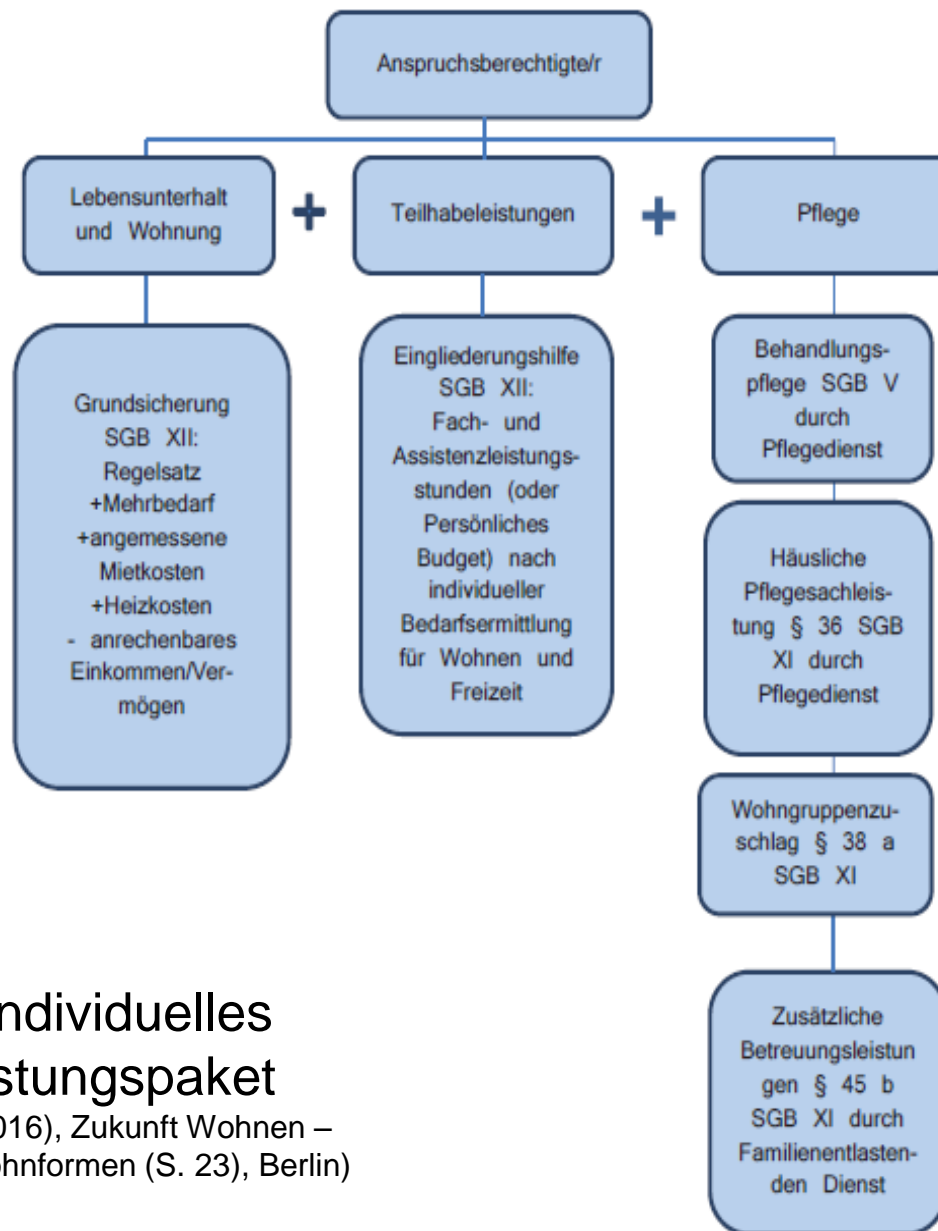 Anspruchsberechtigte/r
Lebensunterhalt
und Wohnung
+
Teilhabeleistungen
+
Pflege
Grundsicherung
SGB XII:
Regelsatz
+Mehrbedarf
+angemessene
Mietkosten
+Heizkosten
- anrechenbares
Einkommen/Ver-
mögen
Eingliederungshilfe
SGB XII:
Fach- und
Assistenzleistungs-
stunden (oder
Persönliches
Budget) nach
individueller
Bedarfsermittlung
für Wohnen und
Freizeit
Behandlungs-
pflege SGB V
durch
Pflegedienst
Häusliche
Pflegesachleis-
tung § 36 SGB
XI durch
Pflegedienst
Wohngruppenzu-
schlag § 38 a
SGB XI
Zusätzliche
Betreuungsleistun
gen § 45 b
SGB XI durch
Familienentlasten-
den Dienst
ndividuelles
stungspaket
016), Zukunft Wohnen –
ohnformen (S. 23), Berlin)